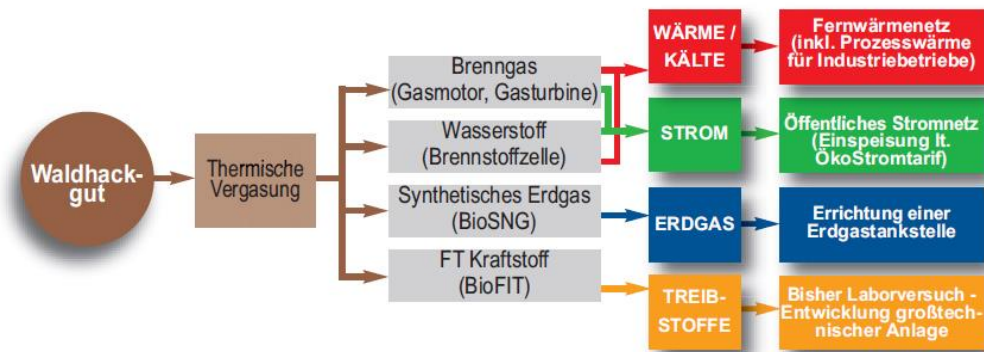 Waldhack-
gut
Thermische
Vergasung
Brenngas
(Gasmotor, Gasturbine)
Wasserstoff
(Brennstoffzelle)
Synthetisches Erdgas
(BioSNG)
FT Kraftstoff
(BioFIT)
WÄRME /
KÄLTE
STROM
ERDGAS
TREIB-
STOFFE
Fernwärmenetz
(inkl. Prozesswärme
für Industriebetriebe)
Öffentliches Stromnetz
(Einspeisung lt.
ÖkoStromtarif)
Errichtung einer
Erdgastankstelle
Bisher Laborversuch -
Entwicklung großtech-
nischer Anlage